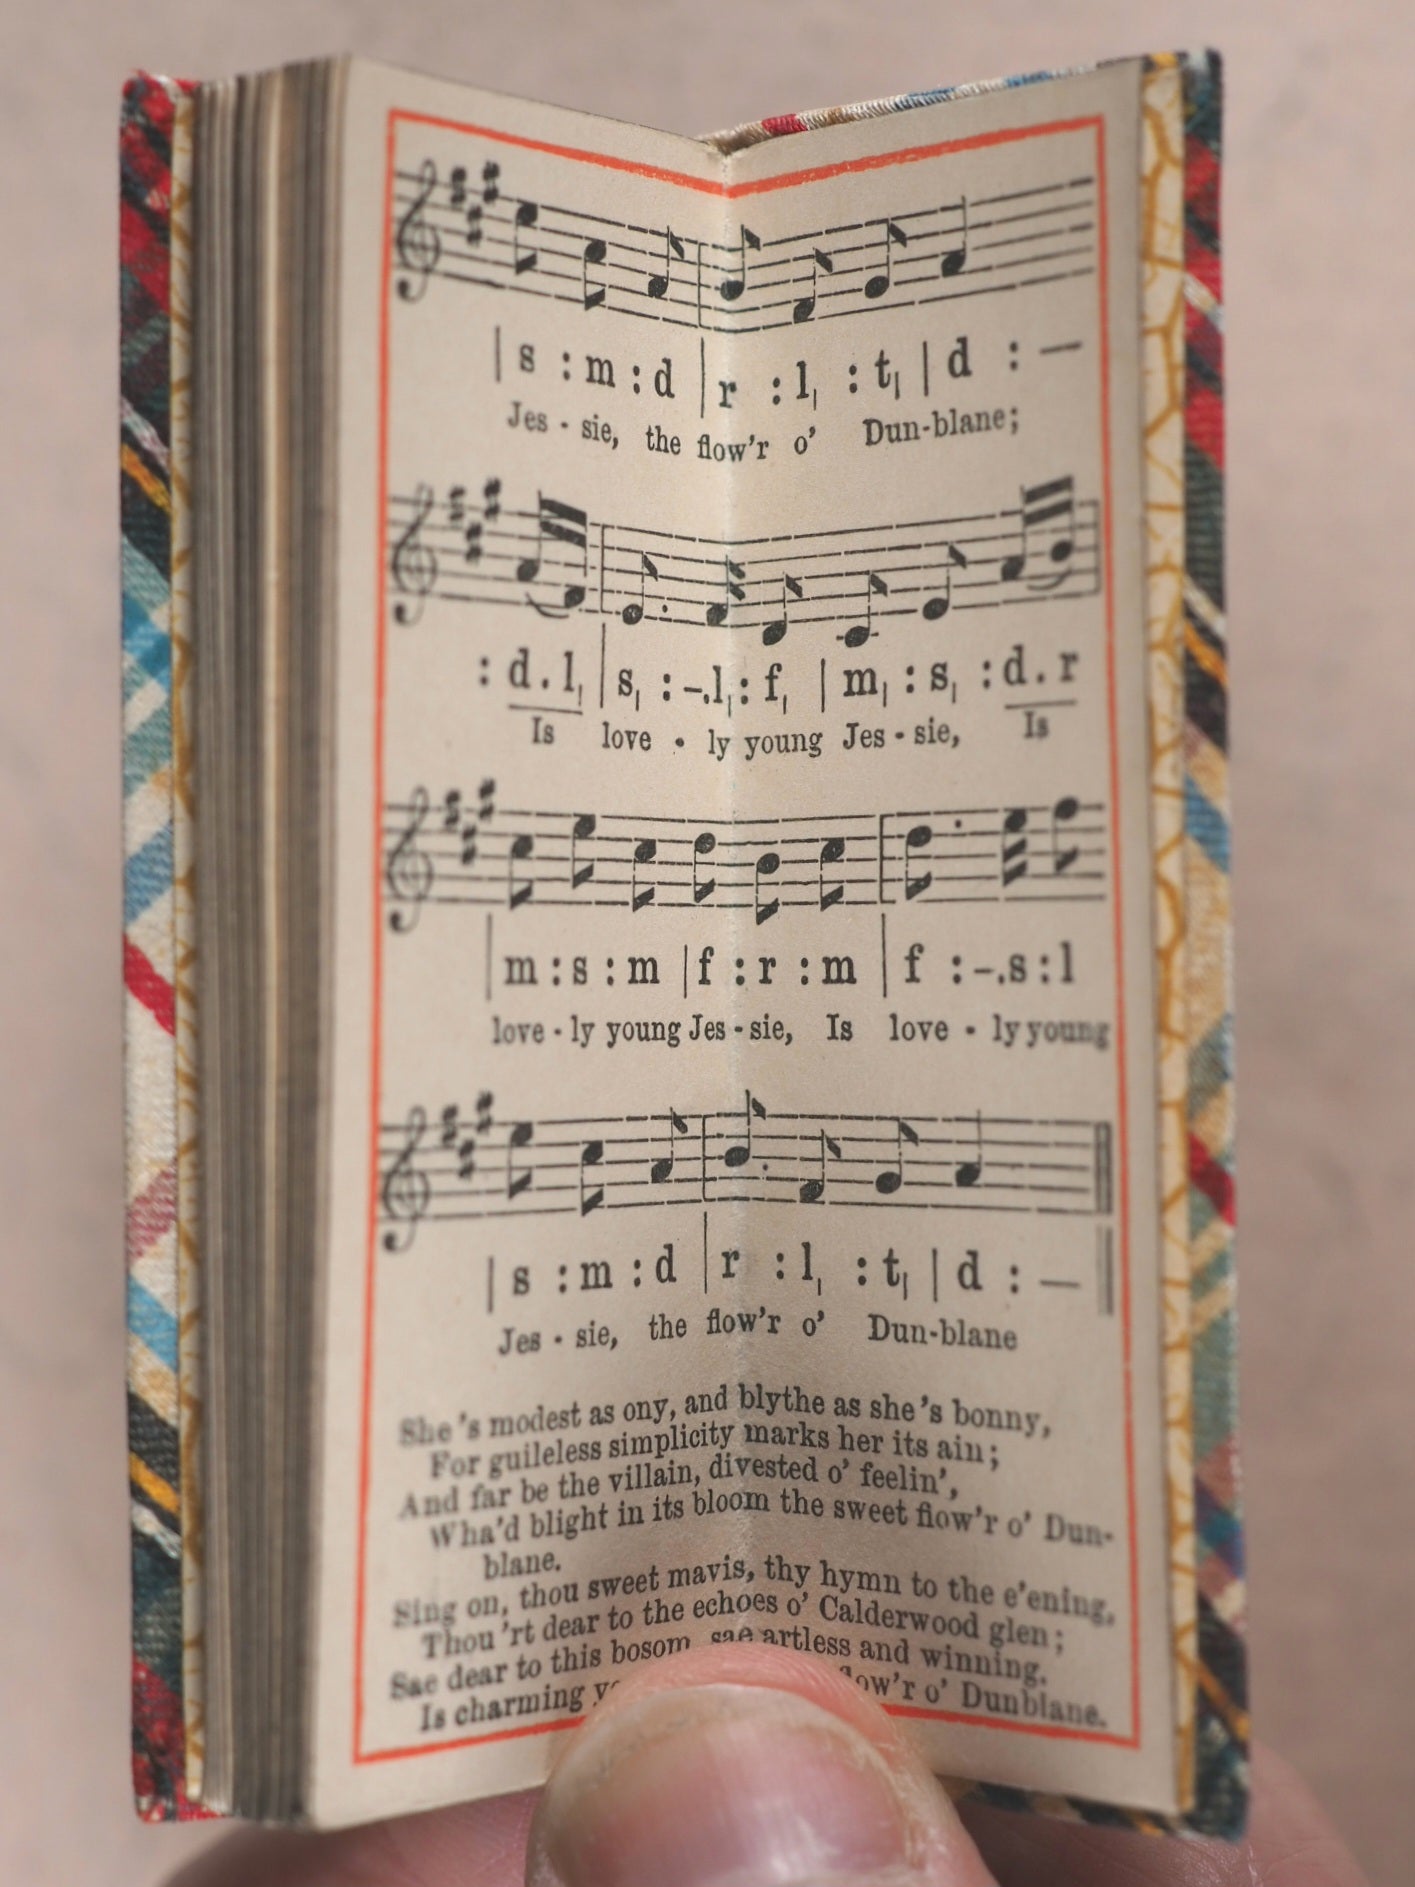 | s : m : d | r : l, : t, | d : —
Jes - sie, the flow'r o' Dun-blane;
: d . l, | s, : – . l, : f, | m, : s, : d . r
Is love - ly young Jes - sie, Is
| m : s : m | f : r : m | f : – . s : l
love - ly young Jes - sie, Is love - ly young
| s : m : d | r : l, : t, | d : — ||
Jes - sie, the flow'r o' Dun-blane
She's modest as ony, and blythe as she's bonny,
For guileless simplicity marks her its ain;
And far be the villain, divested o' feelin',
Wha'd blight in its bloom the sweet flow'r o' Dun-
blane.
Sing on, thou sweet mavis, thy hymn to the e'ening,
Thou'rt dear to the echoes o' Calderwood glen;
Sae dear to this bosom, sae artless and winning.
Is charming flow'r o' Dunblane.